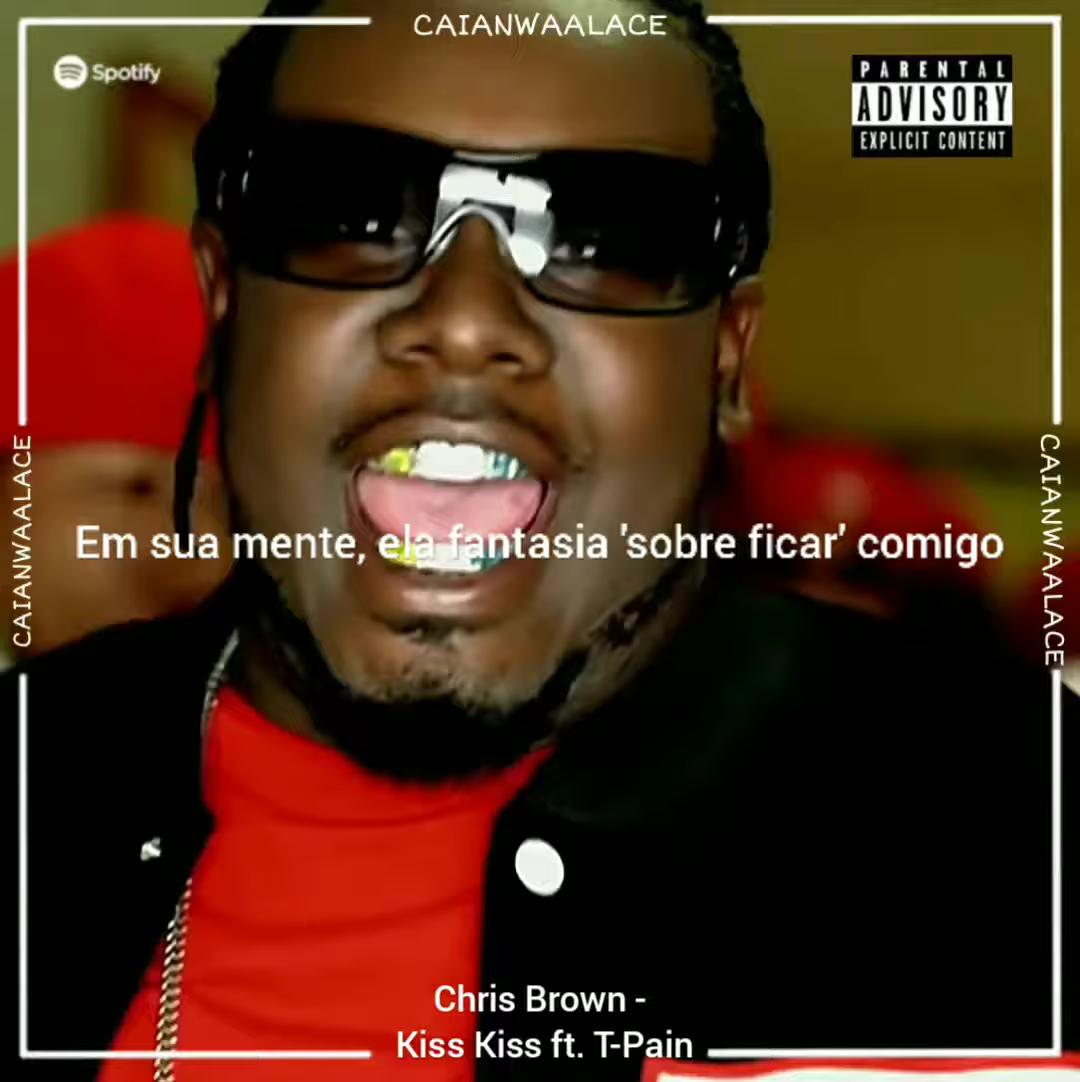 CAIANWAALACE
Spotify
PARENTAL
ADVISORY
EXPLICIT CONTENT
CAIANWAALACE
CAIANWAALACE
Em sua mente, ela fantasia 'sobre ficar' comigo
Chris Brown -
Kiss Kiss ft. T-Pain